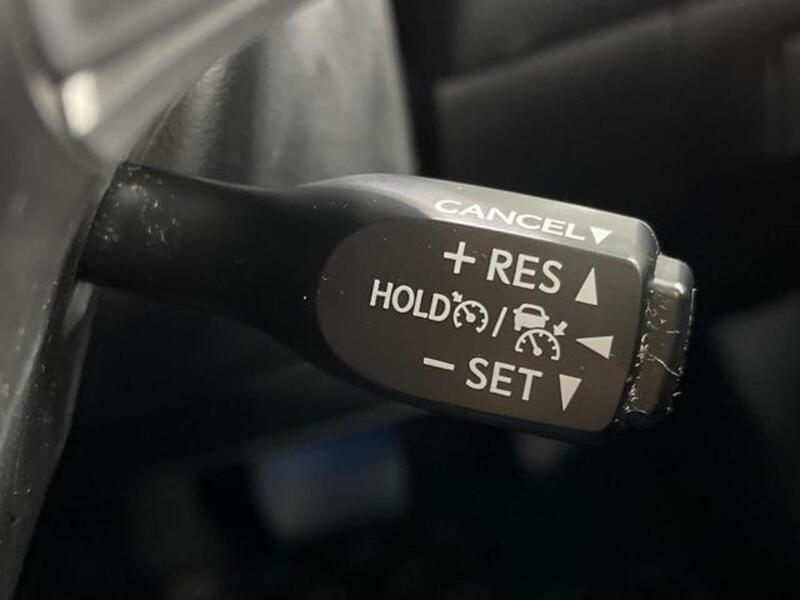 CANCEL▼
+ RES ▲
HOLD / ◀
− SET ▼